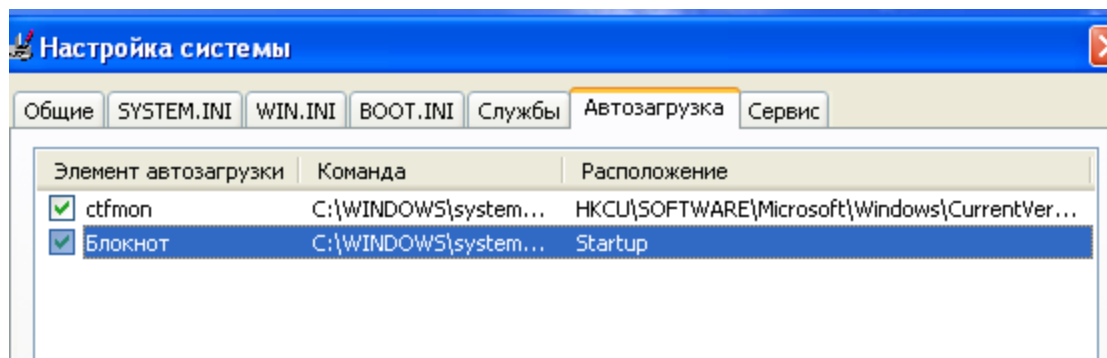 Настройка системы
Общие SYSTEM.INI WIN.INI BOOT.INI Службы Автозагрузка Сервис
Элемент автозагрузки Команда Расположение
ctfmon C:\WINDOWS\system... HKCU\SOFTWARE\Microsoft\Windows\CurrentVer...
Блокнот C:\WINDOWS\system... Startup